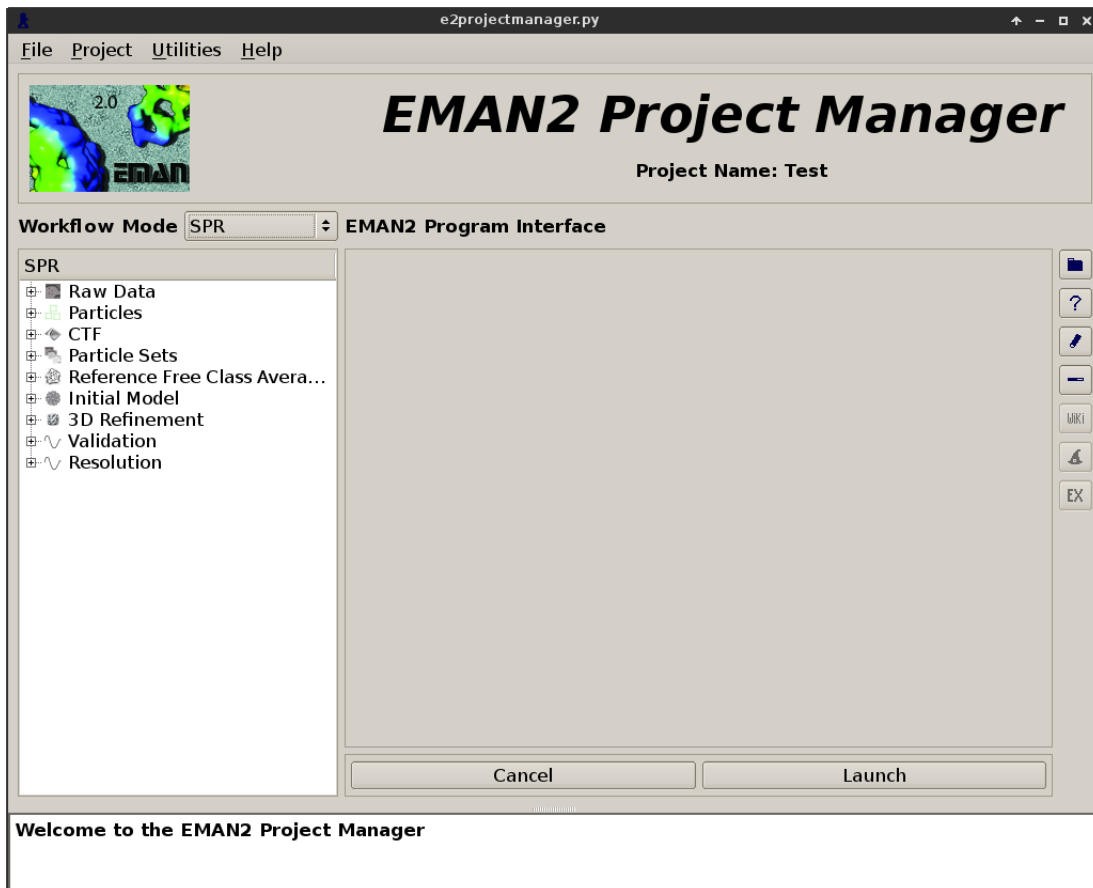 e2projectmanager.py
File Project Utilities Help
2.0
EMAN
EMAN2 Project Manager
Project Name: Test
Workflow Mode SPR
EMAN2 Program Interface
SPR
Raw Data
Particles
CTF
Particle Sets
Reference Free Class Avera...
Initial Model
3D Refinement
Validation
Resolution
?
WiKi
EX
Cancel
Launch
Welcome to the EMAN2 Project Manager